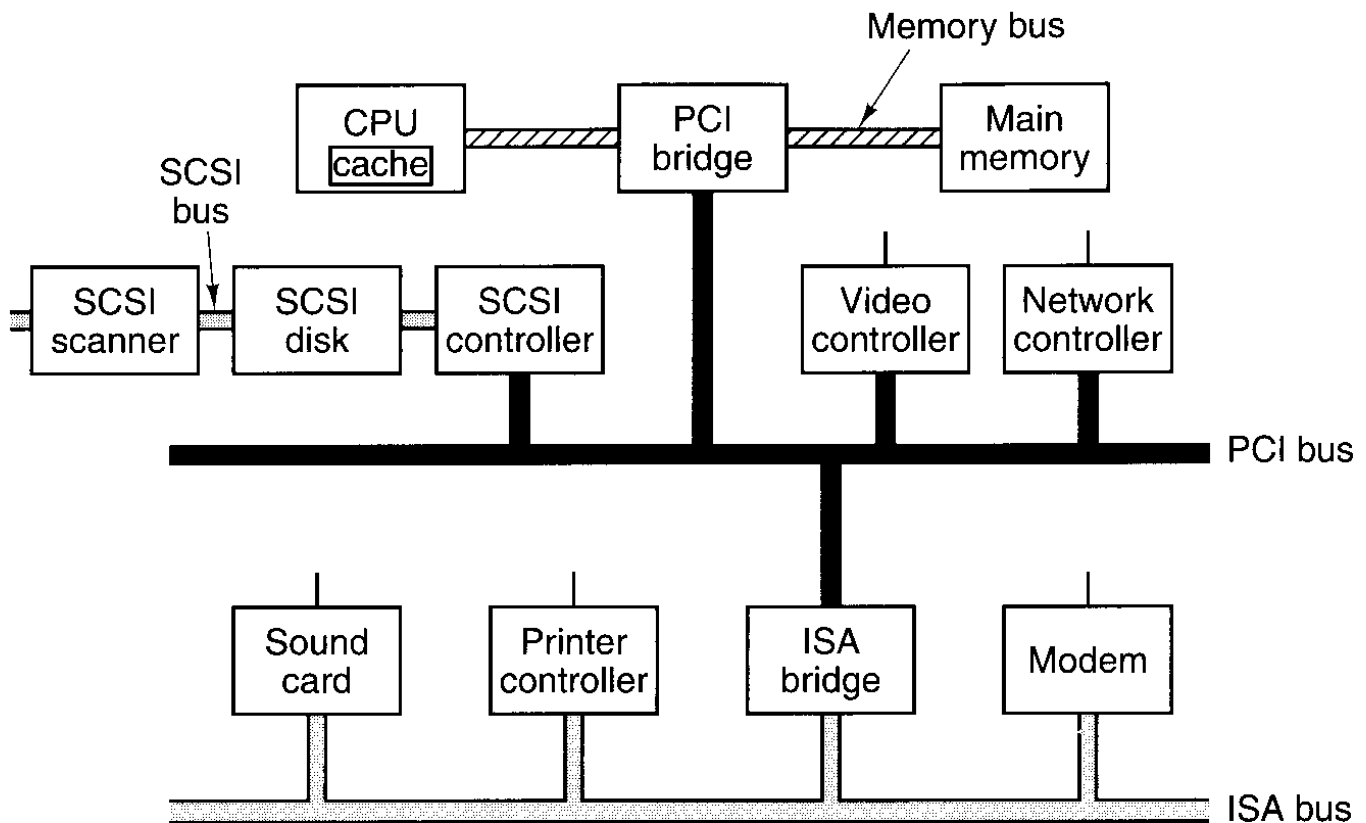 Memory bus
CPU
cache
PCI
bridge
Main
memory
SCSI
bus
SCSI
scanner
SCSI
disk
SCSI
controller
Video
controller
Network
controller
PCI bus
Sound
card
Printer
controller
ISA
bridge
Modem
ISA bus